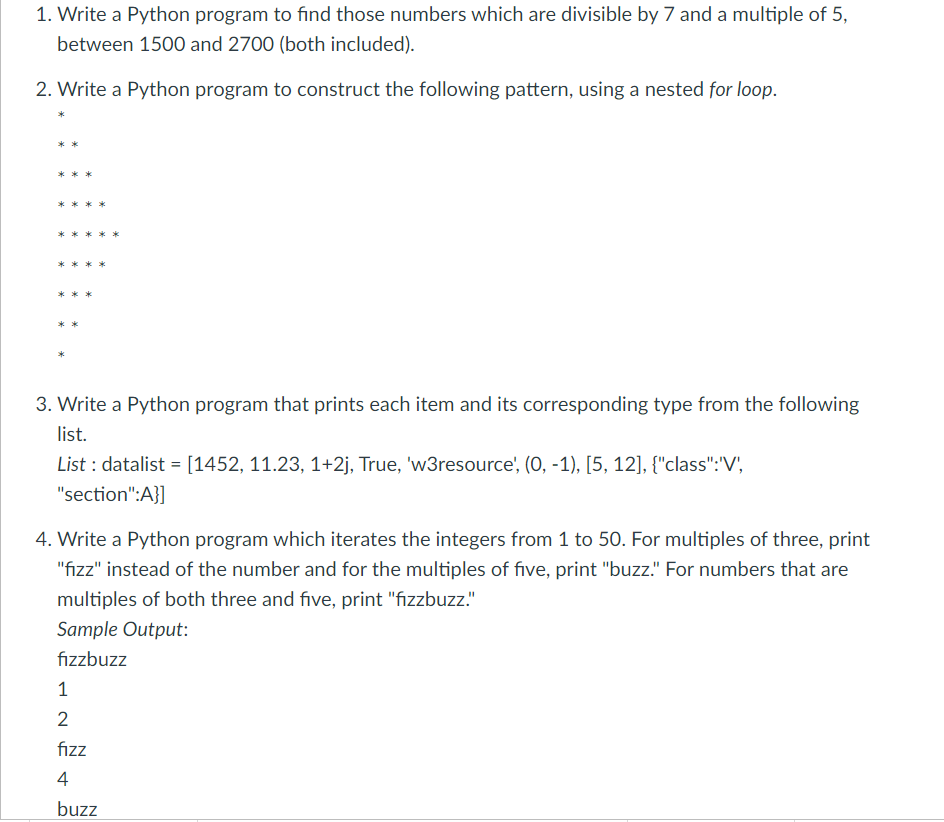 1. Write a Python program to find those numbers which are divisible by 7 and a multiple of 5,
between 1500 and 2700 (both included).
2. Write a Python program to construct the following pattern, using a nested for loop.
*
* *
* * *
* * * *
* * * * *
* * * *
* * *
* *
*
3. Write a Python program that prints each item and its corresponding type from the following
list.
List : datalist = [1452, 11.23, 1+2j, True, 'w3resource', (0, -1), [5, 12], {"class":'V',
"section":A}]
4. Write a Python program which iterates the integers from 1 to 50. For multiples of three, print
"fizz" instead of the number and for the multiples of five, print "buzz." For numbers that are
multiples of both three and five, print "fizzbuzz."
Sample Output:
fizzbuzz
1
2
fizz
4
buzz